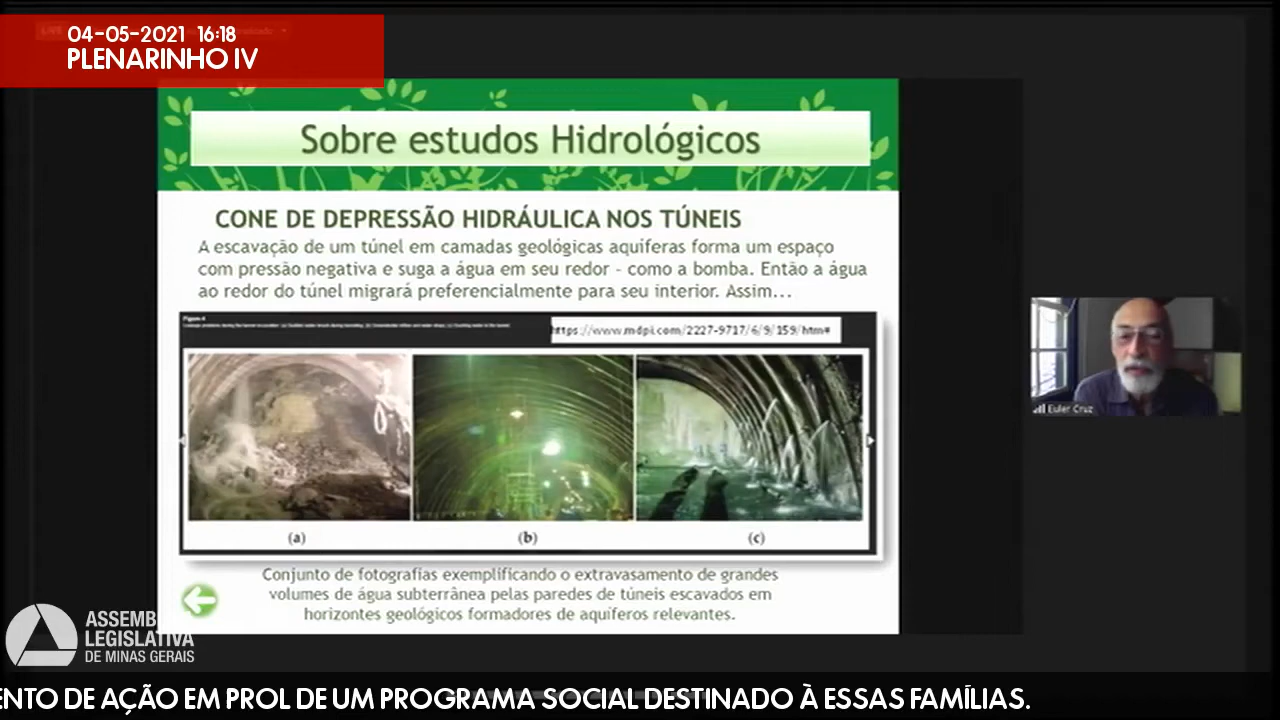 04-05-2021 16:18
PLENARINHO IV
Sobre estudos Hidrológicos
CONE DE DEPRESSÃO HIDRÁULICA NOS TÚNEIS
A escavação de um túnel em camadas geológicas aquíferas forma um espaço
com pressão negativa e suga a água em seu redor - como a bomba. Então a água
ao redor do túnel migrará preferencialmente para seu interior. Assim...
https://www.mdpi.com/2227-9717/6/9/159/htm#
(a)
(b)
(c)
Conjunto de fotografias exemplificando o extravasamento de grandes
volumes de água subterrânea pelas paredes de túneis escavados em
horizontes geológicos formadores de aquíferos relevantes.
Euler Cruz
ASSEMB
LEGISLATIVA
DE MINAS GERAIS
ENTO DE AÇÃO EM PROL DE UM PROGRAMA SOCIAL DESTINADO À ESSAS FAMÍLIAS.